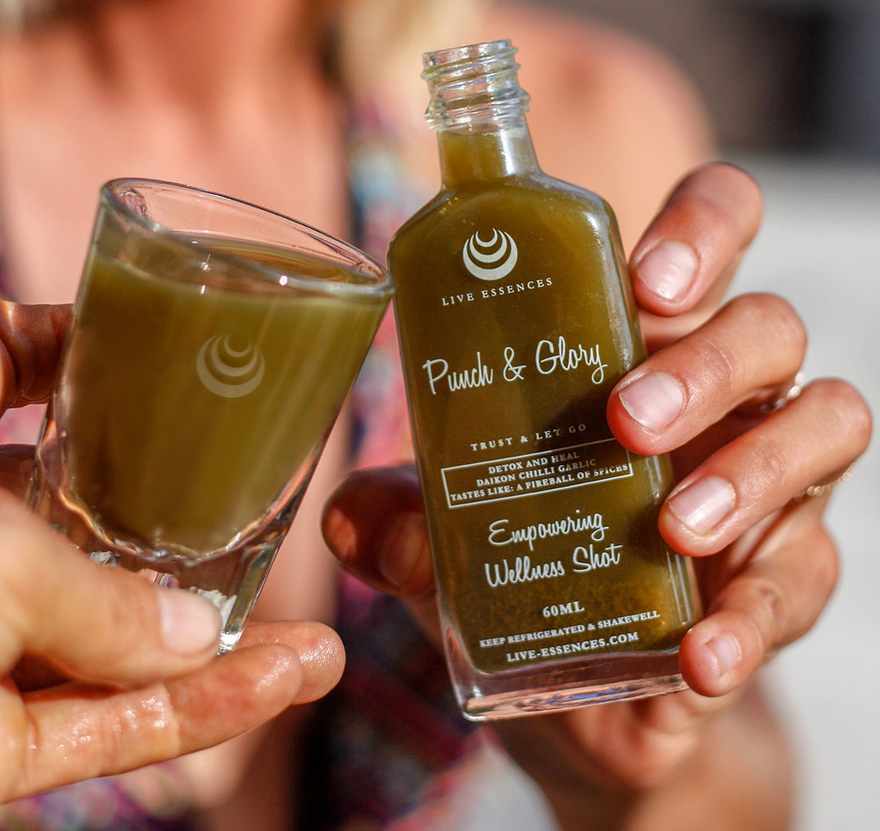 LIVE ESSENCES
Punch & Glory
TRUST & LET GO
DETOX AND HEAL
DAIKON CHILLI GARLIC
TASTES LIKE: A FIREBALL OF SPICES
Empowering
Wellness Shot
60ML
KEEP REFRIGERATED & SHAKEWELL
LIVE-ESSENCES.COM